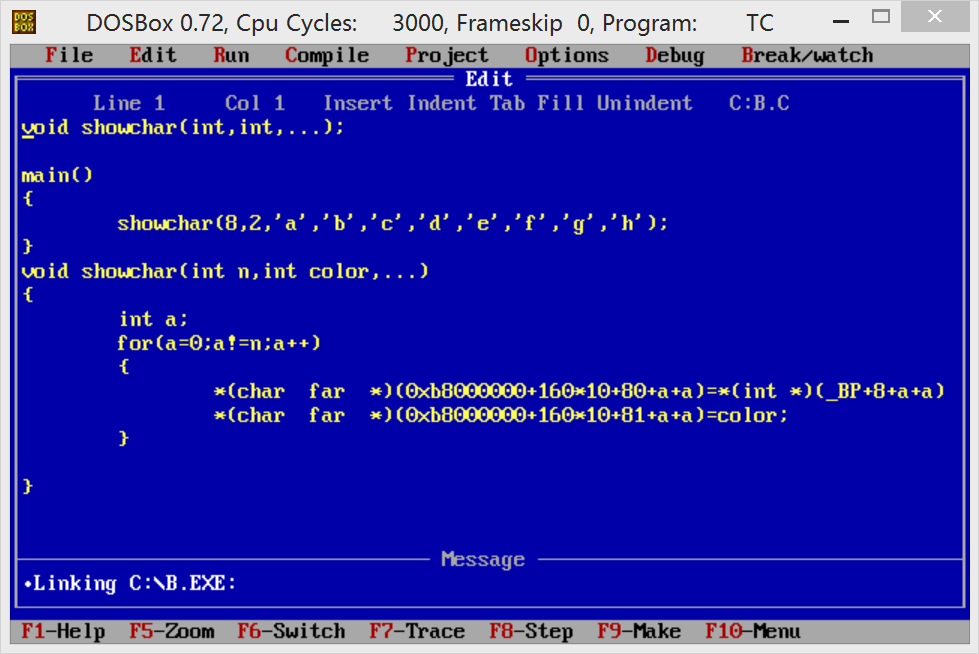 DOS BOX
DOSBox 0.72, Cpu Cycles: 3000, Frameskip 0, Program: TC
File Edit Run Compile Project Options Debug Break/watch
Edit
Line 1 Col 1 Insert Indent Tab Fill Unindent C:B.C
void showchar(int,int,...);
main()
{
showchar(8,2,'a','b','c','d','e','f','g','h');
}
void showchar(int n,int color,...)
{
int a;
for(a=0;a!=n;a++)
{
*(char far *)(0xb8000000+160*10+80+a+a)=*(int *)(_BP+8+a+a)
*(char far *)(0xb8000000+160*10+81+a+a)=color;
}
}
Message
•Linking C:\B.EXE:
F1-Help F5-Zoom F6-Switch F7-Trace F8-Step F9-Make F10-Menu